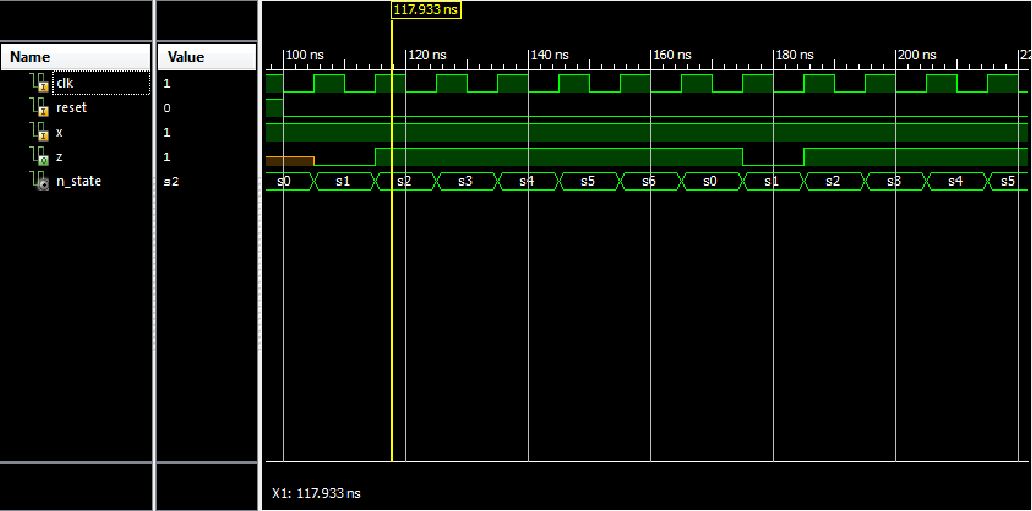 117.933 ns
Name Value 100 ns 120 ns 140 ns 160 ns 180 ns 200 ns 22
clk 1
reset 0
x 1
z 1
n_state s2 s0 s1 s2 s3 s4 s5 s6 s0 s1 s2 s3 s4 s5
X1: 117.933 ns